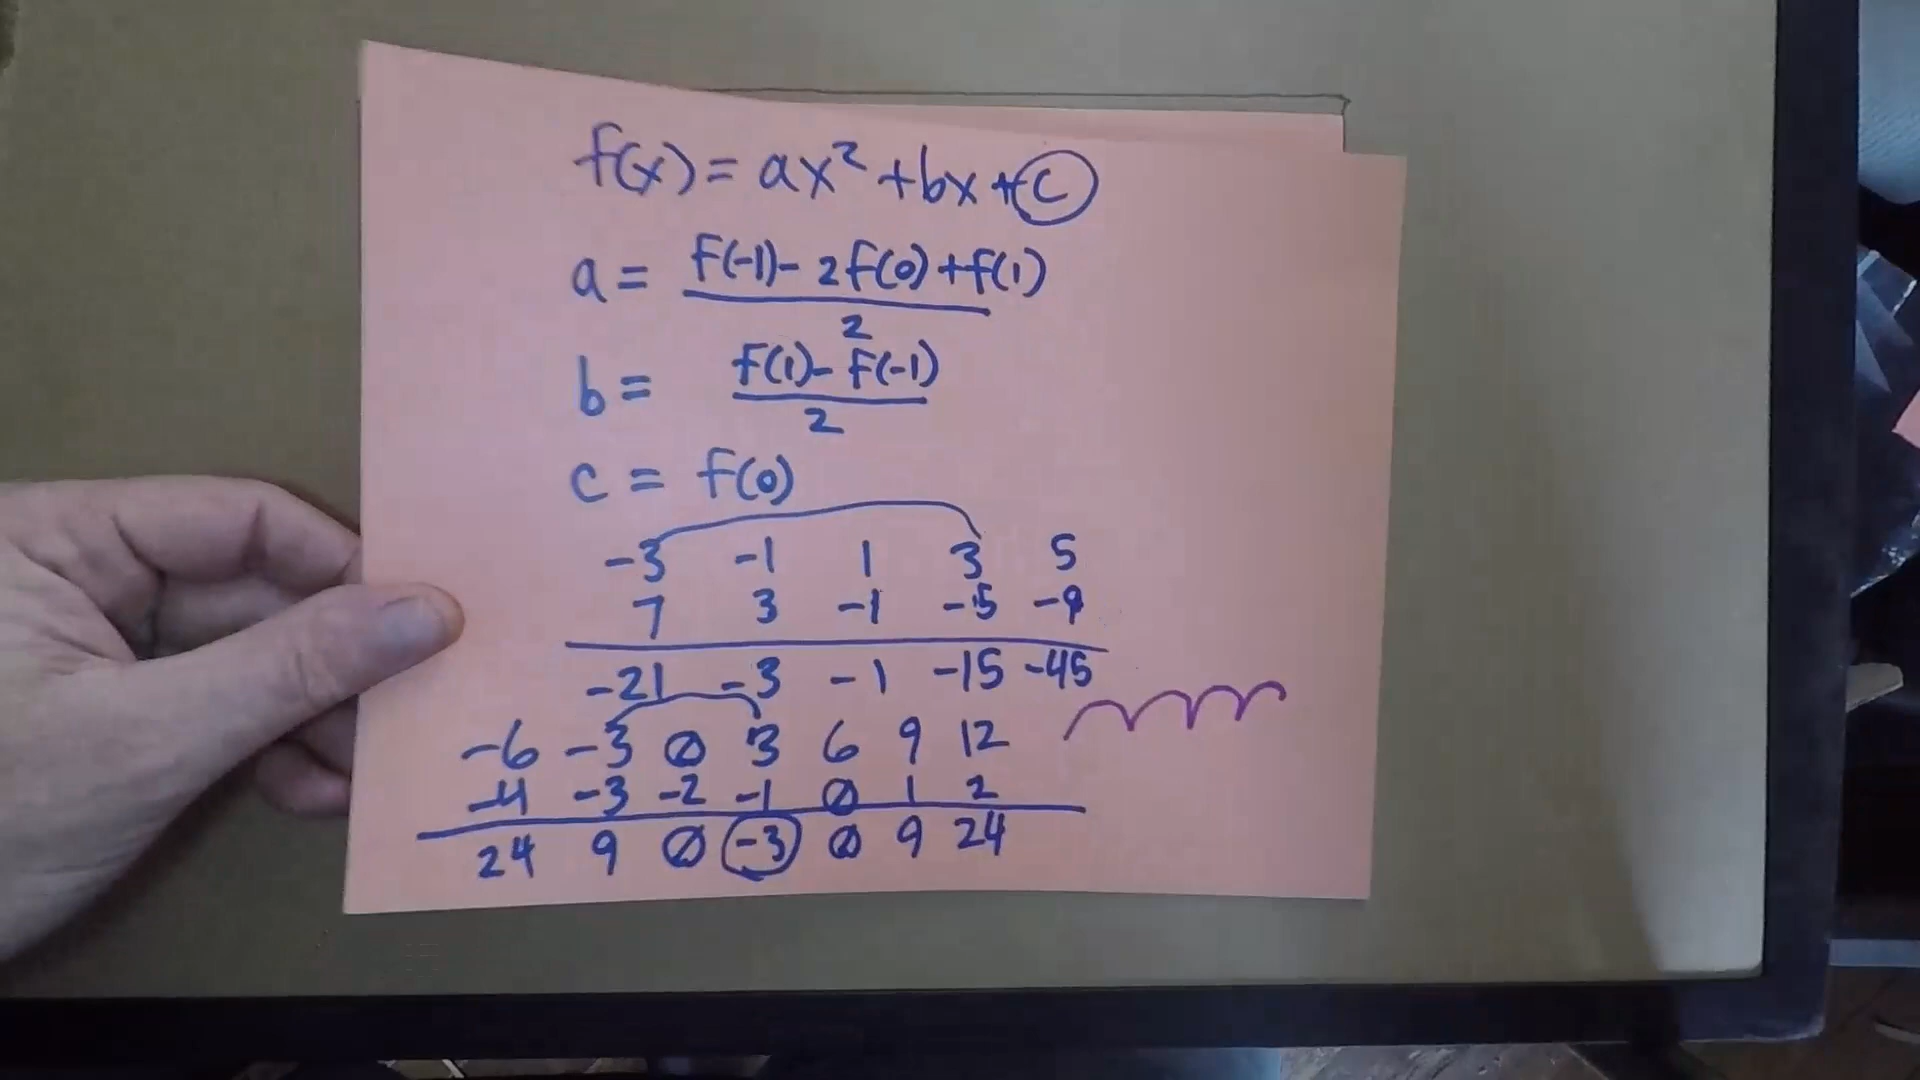 f(x) = ax² + bx + c
a = f(-1) - 2f(0) + f(1)
2
b = f(1) - f(-1)
2
c = f(0)
-3 -1 1 3 5
7 3 -1 -5 -9
-21 -3 -1 -15 -45
-6 -3 0 3 6 9 12
-4 -3 -2 -1 0 1 2
24 9 0 -3 0 9 24